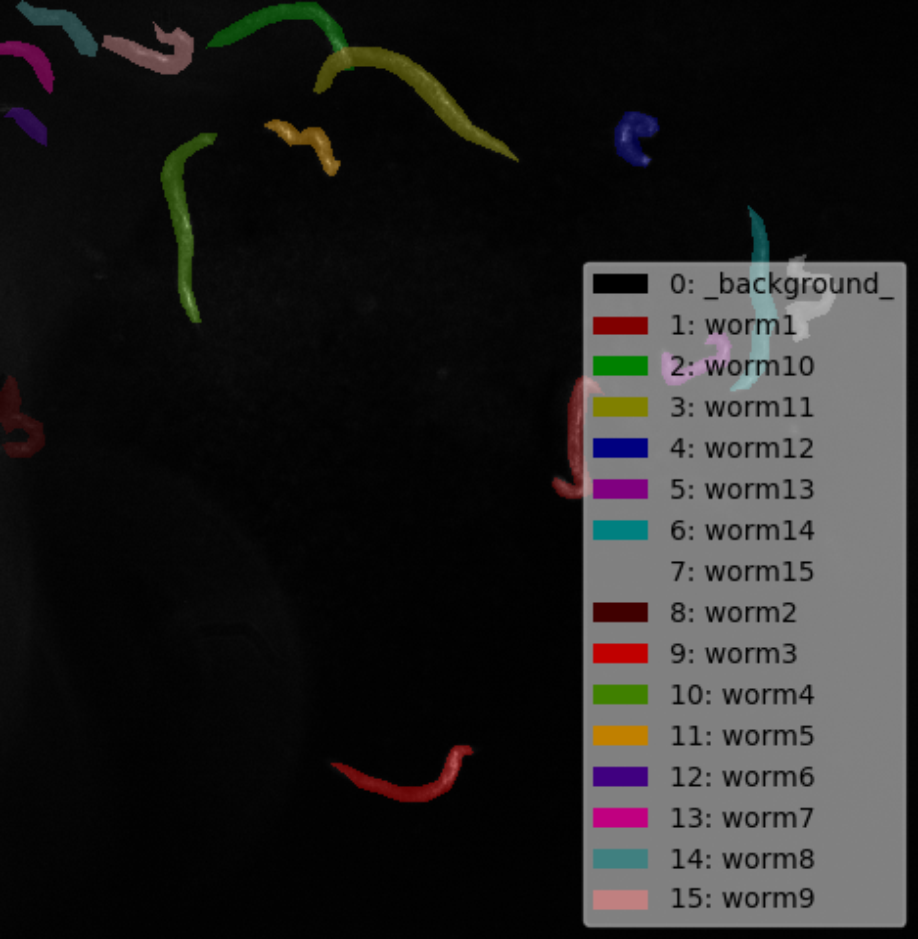 0: _background_
1: worm1
2: worm10
3: worm11
4: worm12
5: worm13
6: worm14
7: worm15
8: worm2
9: worm3
10: worm4
11: worm5
12: worm6
13: worm7
14: worm8
15: worm9